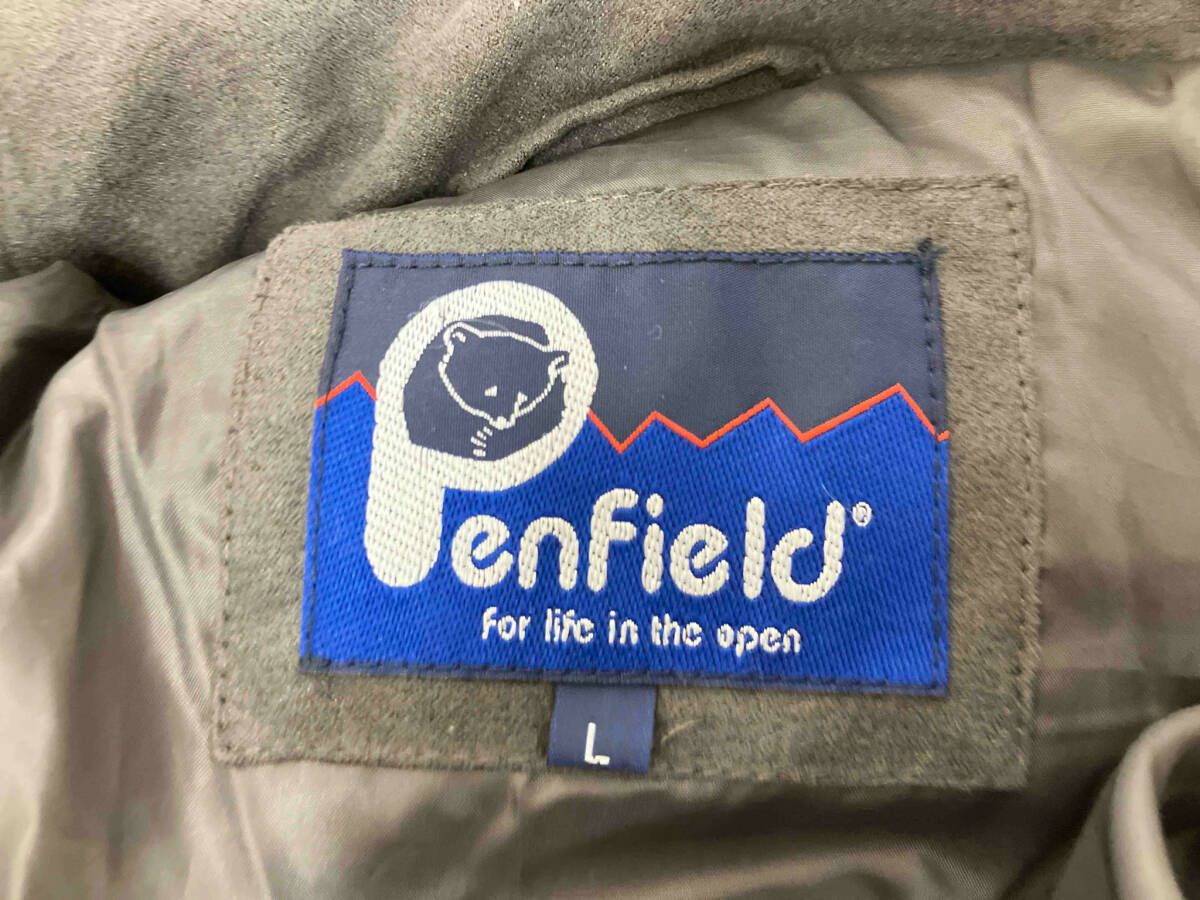 Penfield®
for life in the open
L